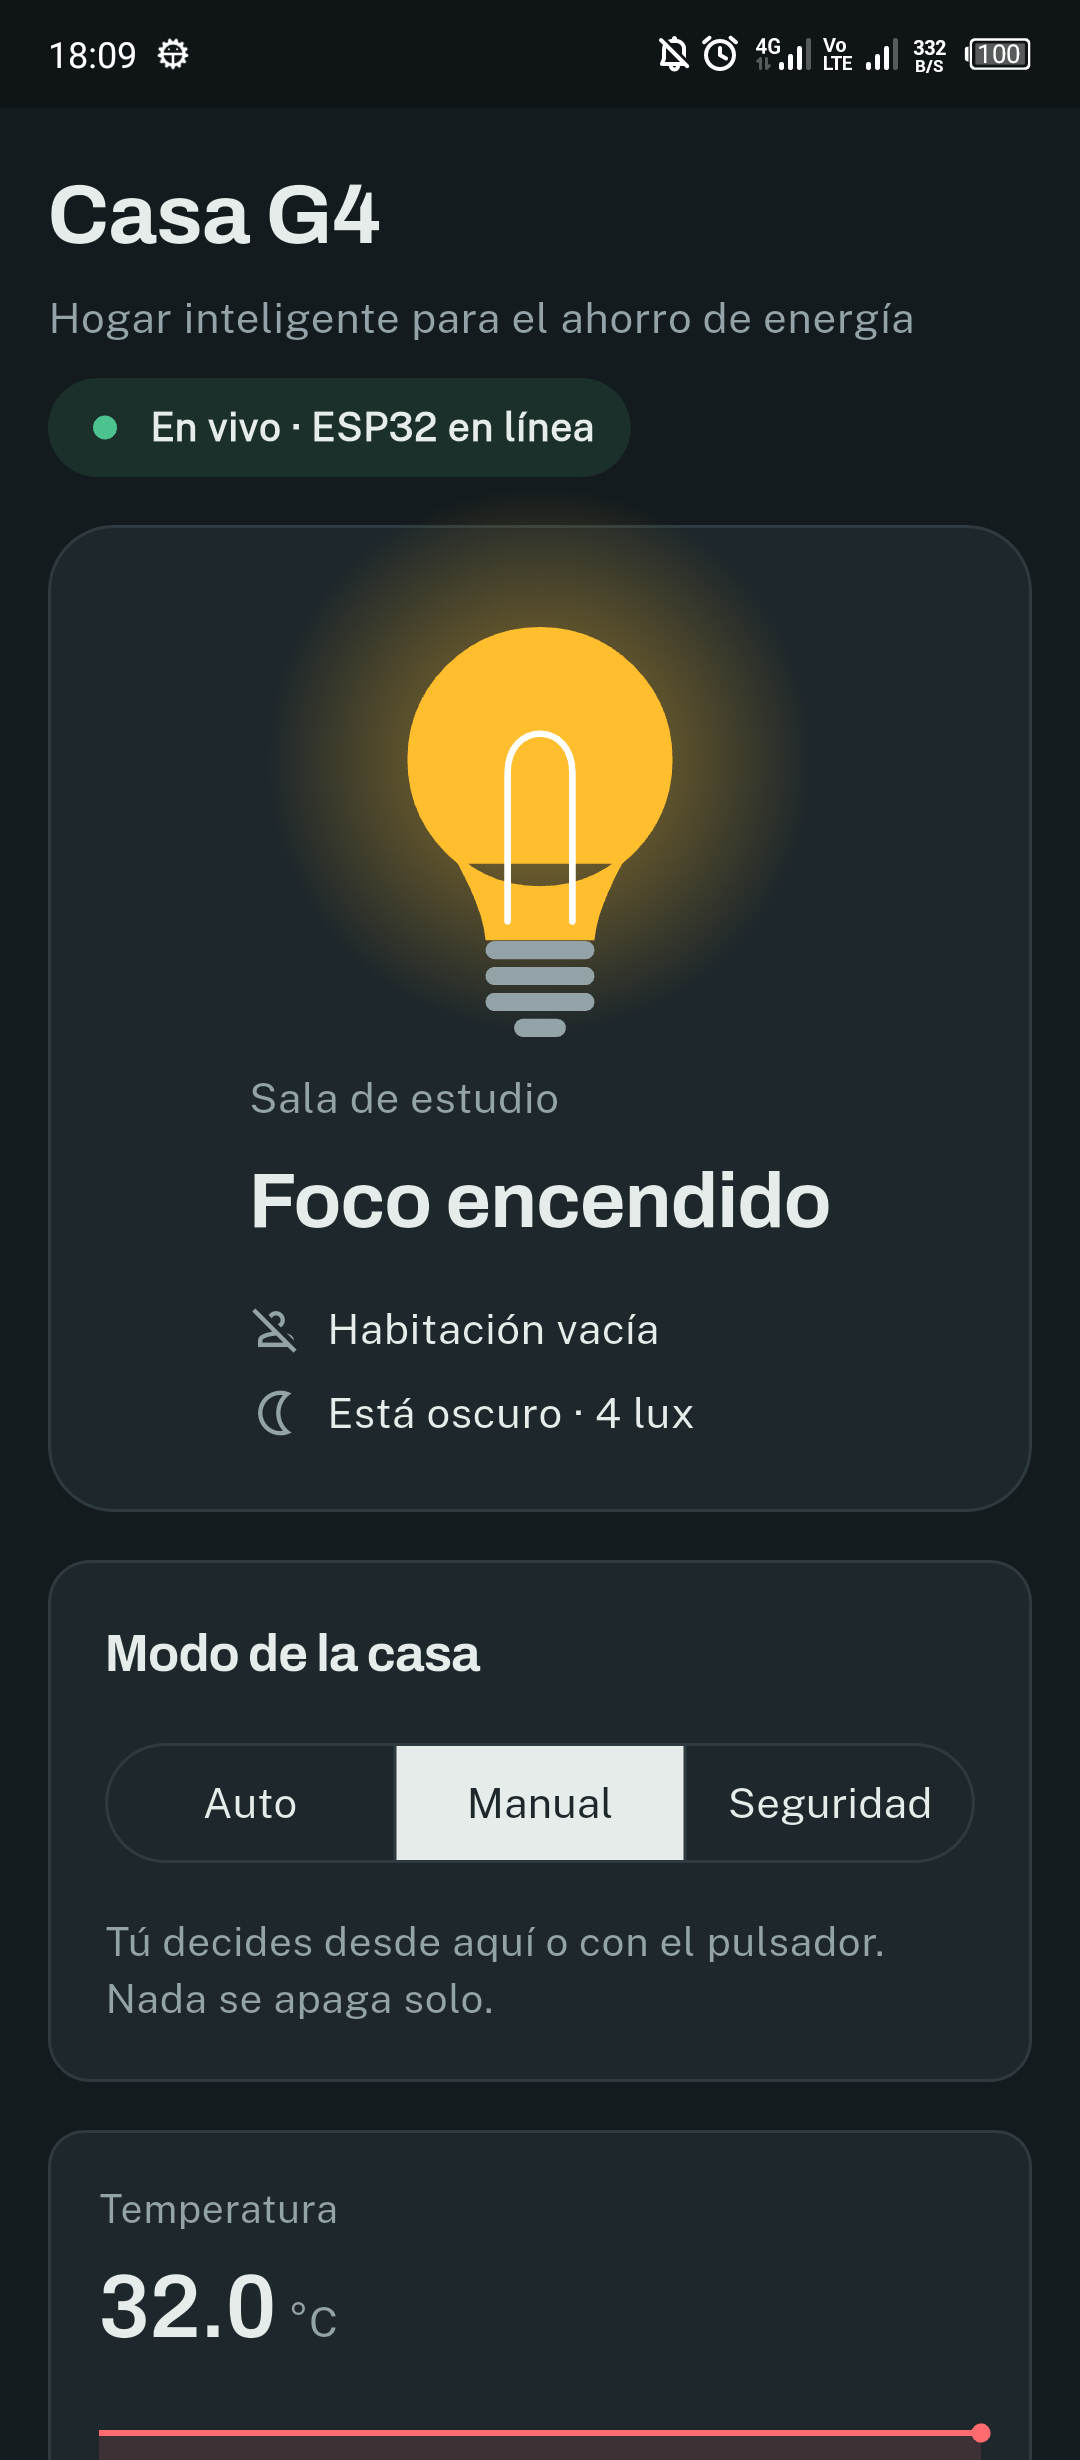 18:09
4G
Vo
LTE
332
B/S
100
Casa G4
Hogar inteligente para el ahorro de energía
En vivo · ESP32 en línea
Sala de estudio
Foco encendido
Habitación vacía
Está oscuro · 4 lux
Modo de la casa
Auto Manual Seguridad
Tú decides desde aquí o con el pulsador.
Nada se apaga solo.
Temperatura
32.0 °C